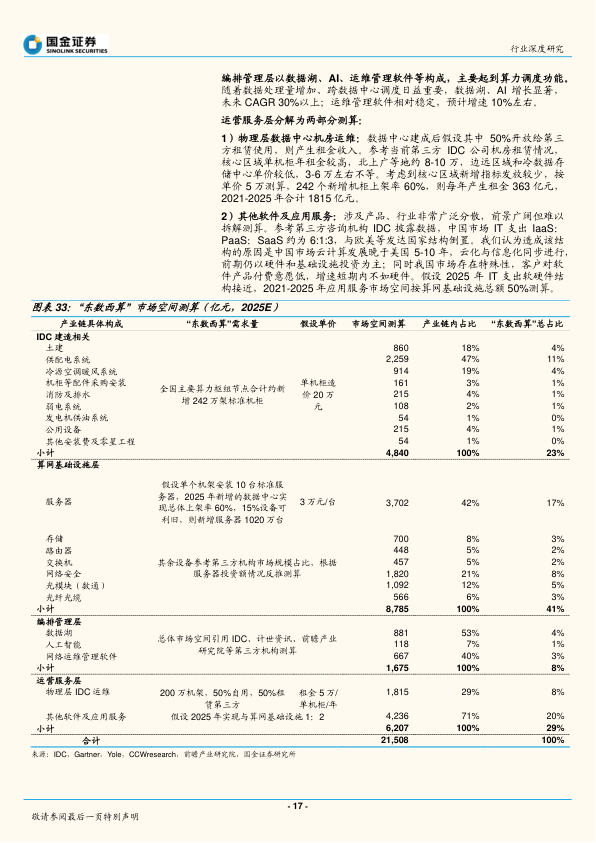 国金证券
SINOLINK SECURITIES
行业深度研究
编排管理层以数据湖、AI、运维管理软件等构成，主要起到算力调度功能。
随着数据处理量增加、跨数据中心调度日益重要，数据湖、AI 增长显著，
未来 CAGR 30%以上；运维管理软件相对稳定，预计增速 10%左右。
运营服务层分解为两部分测算：
1）物理层数据中心机房运维：数据中心建成后假设其中 50%开放给第三
方租赁使用，则产生租金收入。参考当前第三方 IDC 公司机房租赁情况，
核心区域单机柜年租金较高，北上广等地约 8-10 万，边远区域和冷数据存
储中心单价较低，3-6 万左右不等。考虑到核心区域新增指标发放较少，按
单价 5 万测算，242 个新增机柜上架率 60%，则每年产生租金 363 亿元，
2021-2025 年合计 1815 亿元。
2）其他软件及应用服务：涉及产品、行业非常广泛分散，前景广阔但难以
拆解测算。参考第三方咨询机构 IDC 披露数据，中国市场 IT 支出 IaaS：
PaaS：SaaS 约为 6:1:3，与欧美等发达国家结构倒置。我们认为造成该结
构的原因是中国市场云计算发展晚于美国 5-10 年，云化与信息化同步进行，
前期仍以硬件和基础设施投资为主；同时我国市场存在特殊性，客户对软
件产品付费意愿低，增速短期内不如硬件。假设 2025 年 IT 支出软硬件结
构接近，2021-2025 年应用服务市场空间按算网基础设施总额 50%测算。
图表 33：“东数西算”市场空间测算（亿元，2025E）
产业链具体构成 “东数西算”需求量 假设单价 市场空间测算 产业链内占比 “东数西算”总占比
IDC 建造相关
土建 860 18% 4%
供配电系统 2,259 47% 11%
冷源空调暖风系统 914 19% 4%
机柜等配件采购安装 161 3% 1%
消防及排水 215 4% 1%
弱电系统 108 2% 1%
发电机供油系统 54 1% 0%
公用设备 215 4% 1%
其他安装费及零星工程 54 1% 0%
全国主要算力枢纽节点合计约新
增 242 万架标准机柜
单机柜造
价 20 万
元
小计 4,840 100% 23%
算网基础设施层
服务器 3 万元/台 3,702 42% 17%
假设单个机架安装 10 台标准服
务器，2025 年新增的数据中心实
现总体上架率 60%，15%设备可
利旧，则新增服务器 1020 万台
存储 700 8% 3%
路由器 448 5% 2%
交换机 457 5% 2%
网络安全 1,820 21% 8%
光模块（数通） 1,092 12% 5%
光纤光缆 566 6% 3%
其余设备参考第三方机构市场规模占比，根据
服务器投资额情况反推测算
小计 8,785 100% 41%
编排管理层
数据湖 881 53% 4%
人工智能 118 7% 1%
网络运维管理软件 667 40% 3%
总体市场空间引用 IDC、计世资讯、前瞻产业
研究院等第三方机构测算
小计 1,675 100% 8%
运营服务层
物理层 IDC 运维 200 万机架、50%自用，50%租 租金 5 万/ 1,815 29% 8%
赁第三方 单机柜/年
其他软件及应用服务 假设 2025 年实现与算网基础设施 1：2 4,236 71% 20%
小计 6,207 100% 29%
合计 21,508 100%
来源：IDC，Gartner，Yole，CCWresearch，前瞻产业研究院，国金证券研究所
- 17 -
敬请参阅最后一页特别声明